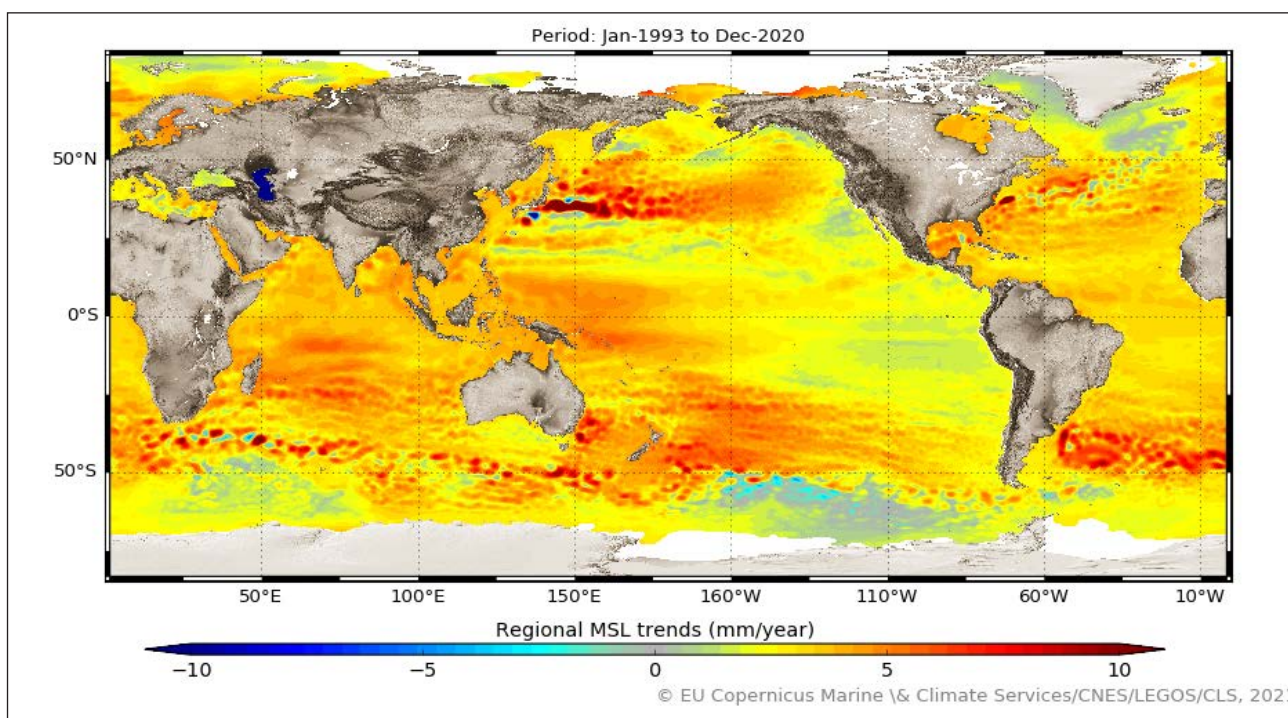 Period: Jan-1993 to Dec-2020
50°N
0°S
50°S
50°E 100°E 150°E 160°W 110°W 60°W 10°W
Regional MSL trends (mm/year)
−10 −5 0 5 10
© EU Copernicus Marine \& Climate Services/CNES/LEGOS/CLS,